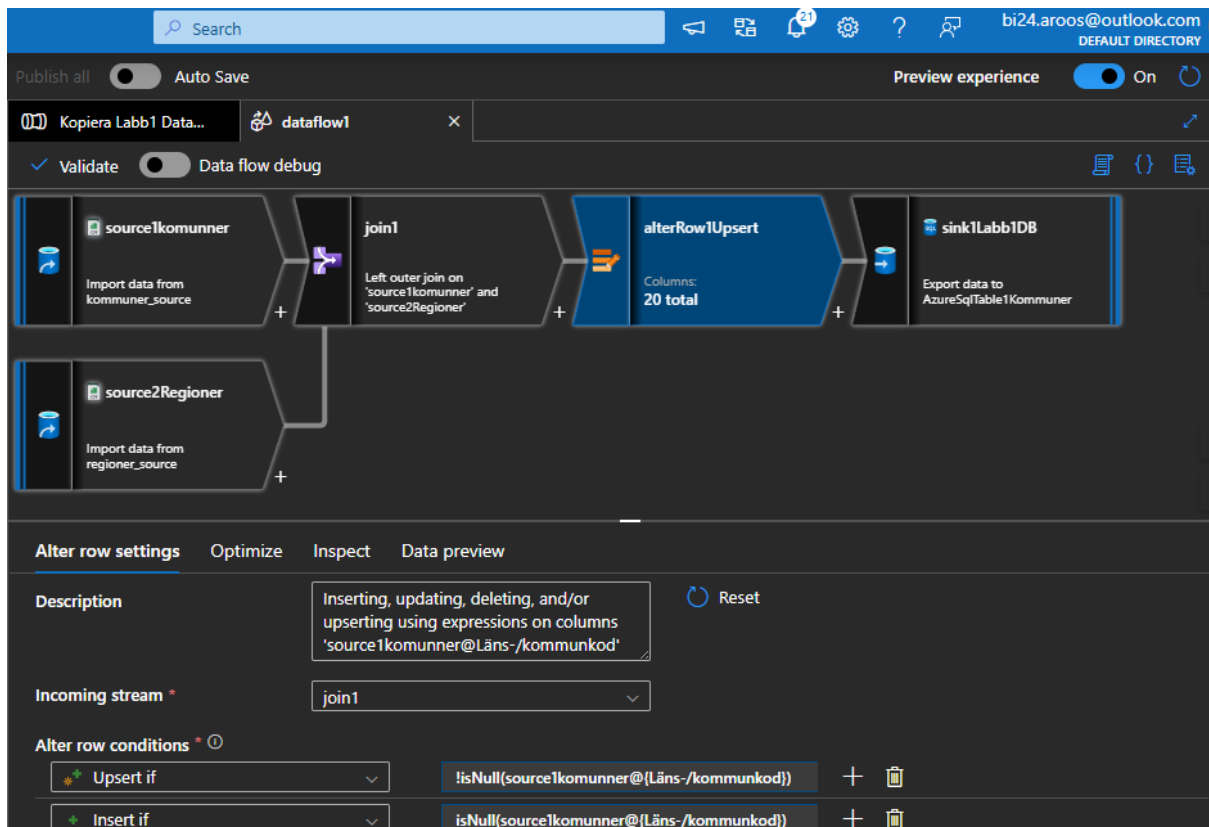 Search
21
bi24.aroos@outlook.com
DEFAULT DIRECTORY
Publish all
Auto Save
Preview experience
On
Kopiera Labb1 Data...
dataflow1
Validate
Data flow debug
source1komunner
Import data from
kommuner_source
join1
Left outer join on
'source1komunner' and
'source2Regioner'
alterRow1Upsert
Columns:
20 total
SQL
sink1Labb1DB
Export data to
AzureSqlTable1Kommuner
source2Regioner
Import data from
regioner_source
Alter row settings
Optimize
Inspect
Data preview
Description
Inserting, updating, deleting, and/or
upserting using expressions on columns
'source1komunner@Läns-/kommunkod'
Reset
Incoming stream *
join1
Alter row conditions *
Upsert if
!isNull(source1komunner@{Läns-/kommunkod})
Insert if
isNull(source1komunner@{Läns-/kommunkod})